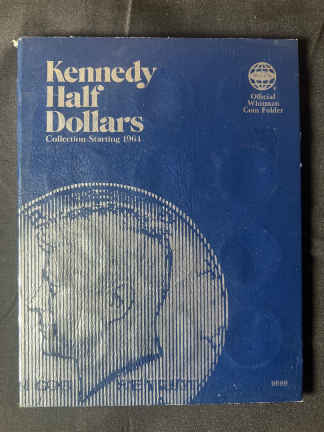 Kennedy
Half
Dollars
Collection Starting 1964
Official
Whitman
Coin Folder